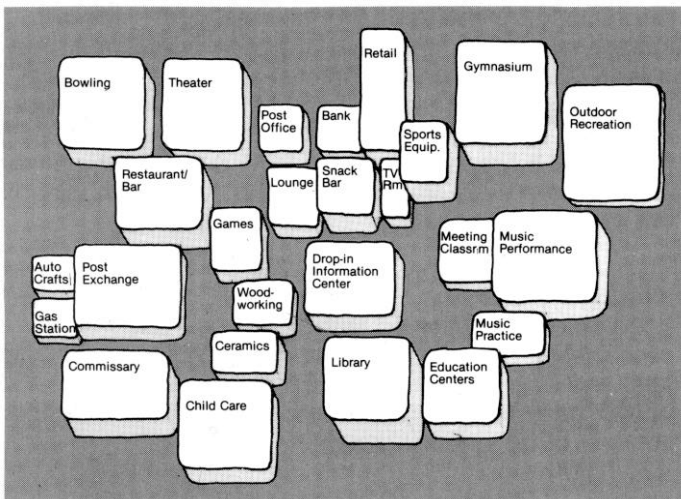 Retail
Gymnasium
Bowling
Theater
Outdoor
Recreation
Post
Office
Bank
Sports
Equip.
Restaurant/
Bar
Lounge
Snack
Bar
TV
Rm
Games
Meeting
Classrm
Music
Performance
Auto
Crafts
Post
Exchange
Drop-in
Information
Center
Wood-
working
Gas
Station
Music
Practice
Ceramics
Commissary
Library
Education
Centers
Child Care